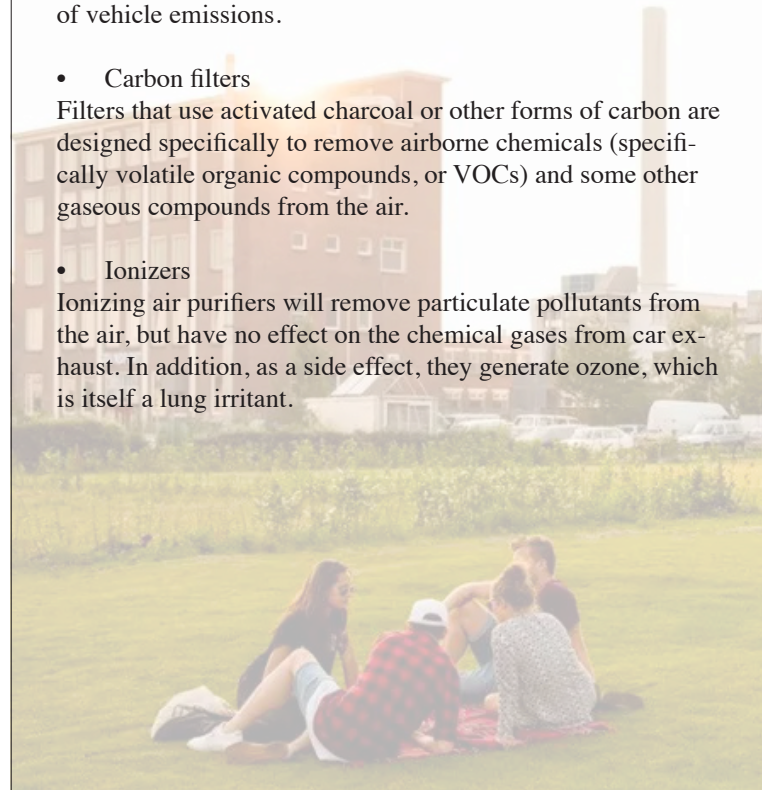 of vehicle emissions.
•	Carbon filters
Filters that use activated charcoal or other forms of carbon are
designed specifically to remove airborne chemicals (specifi-
cally volatile organic compounds, or VOCs) and some other
gaseous compounds from the air.
•	Ionizers
Ionizing air purifiers will remove particulate pollutants from
the air, but have no effect on the chemical gases from car ex-
haust. In addition, as a side effect, they generate ozone, which
is itself a lung irritant.